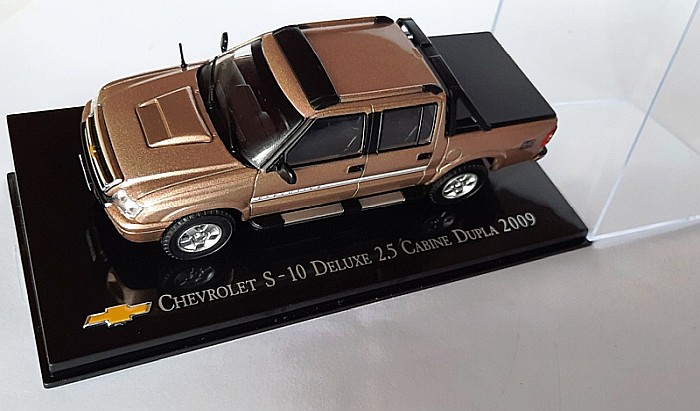 CHEVROLET S-10 DELUXE 2.5 CABINE DUPLA 2009